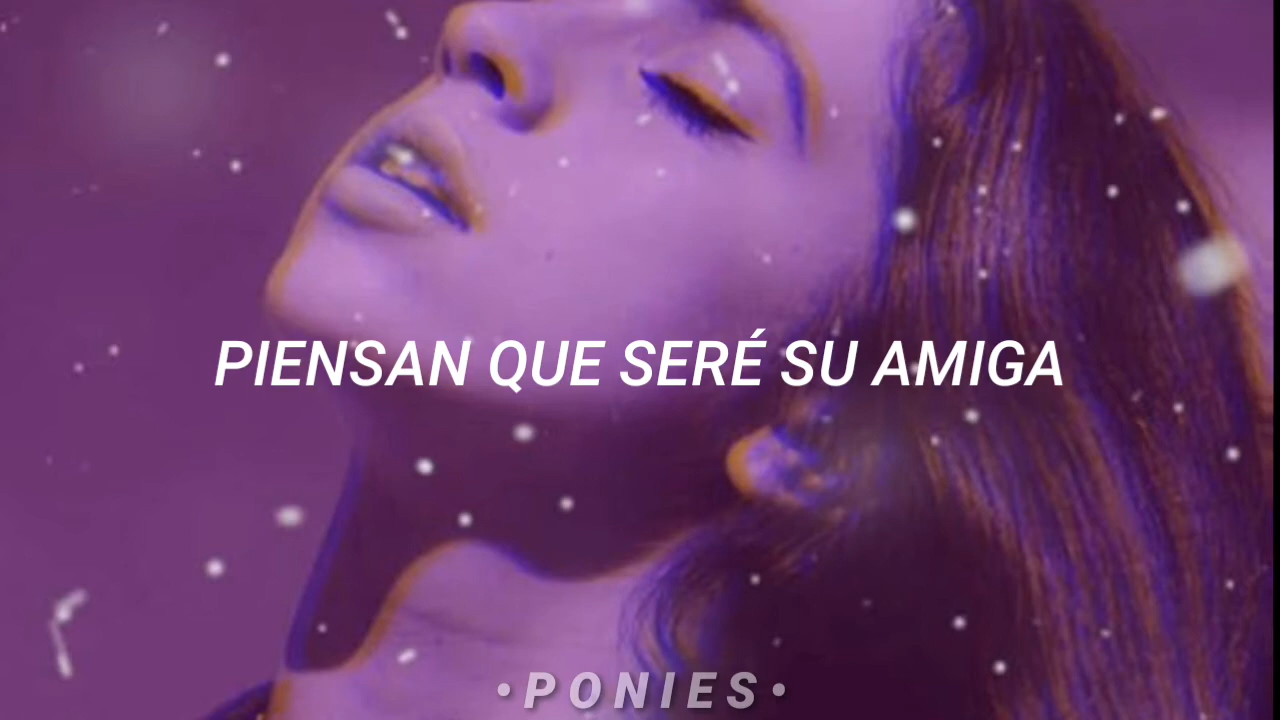 PIENSAN QUE SERÉ SU AMIGA
•PONIES•